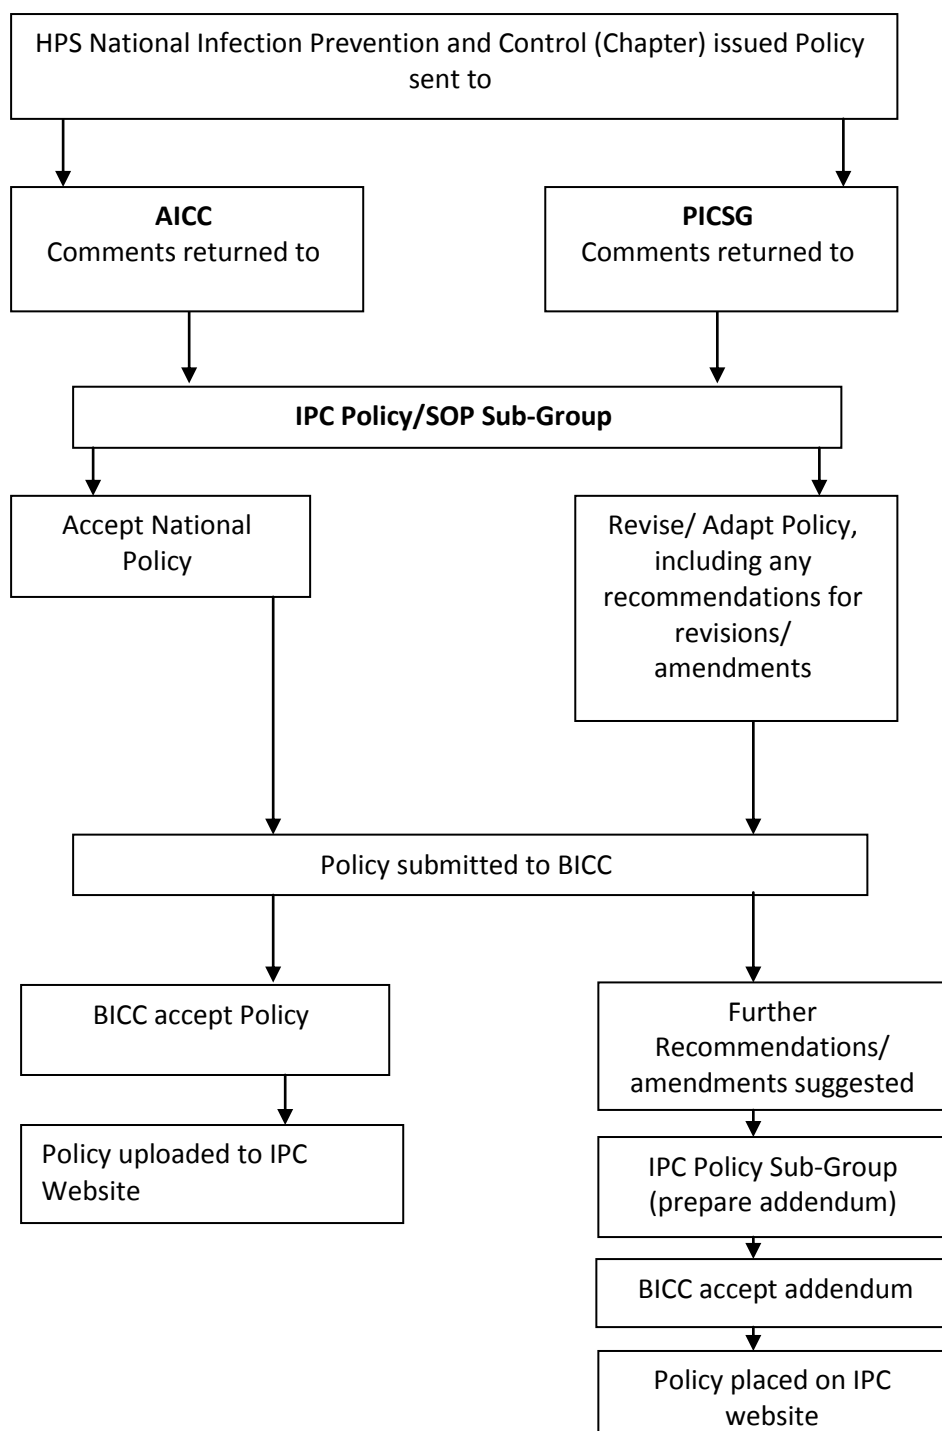 HPS National Infection Prevention and Control (Chapter) issued Policy
sent to
AICC
Comments returned to
PICSG
Comments returned to
IPC Policy/SOP Sub-Group
Accept National
Policy
Revise/ Adapt Policy,
including any
recommendations for
revisions/
amendments
Policy submitted to BICC
BICC accept Policy
Policy uploaded to IPC
Website
Further
Recommendations/
amendments suggested
IPC Policy Sub-Group
(prepare addendum)
BICC accept addendum
Policy placed on IPC
website